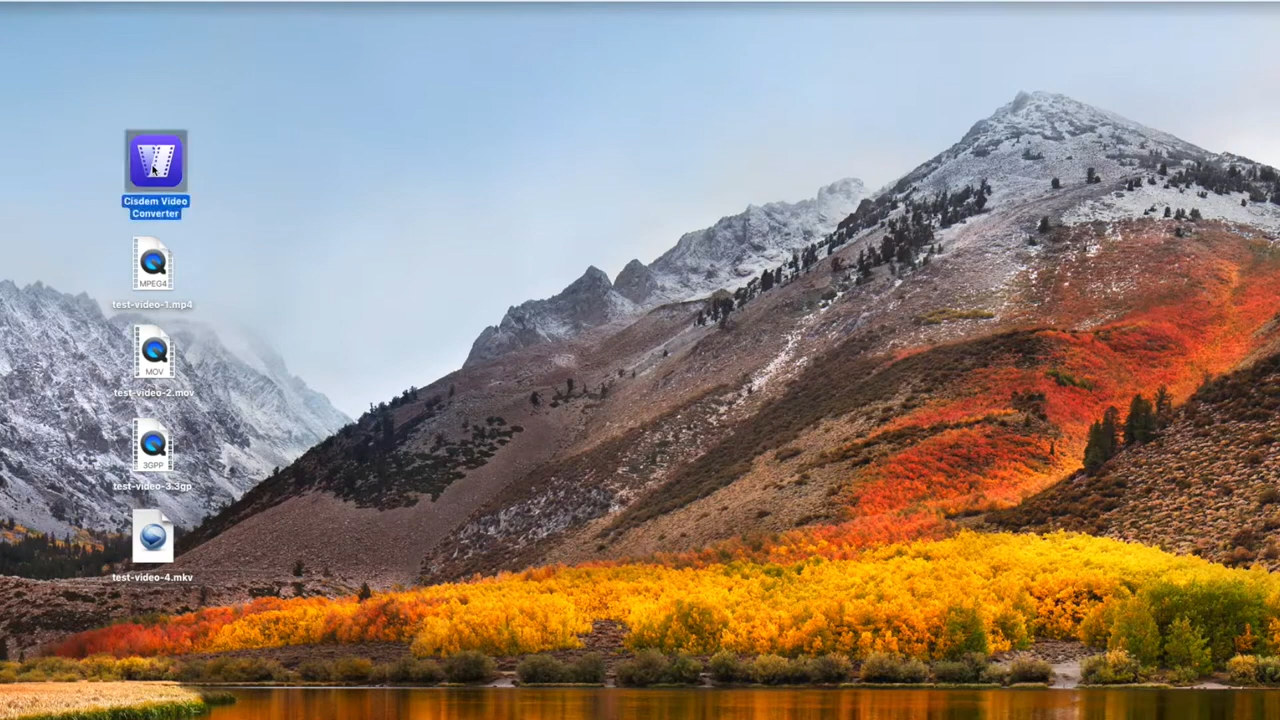 Cisdem Video
Converter
MPEG4
test-video-1.mp4
MOV
test-video-2.mov
3GPP
test-video-3.3gp
test-video-4.mkv